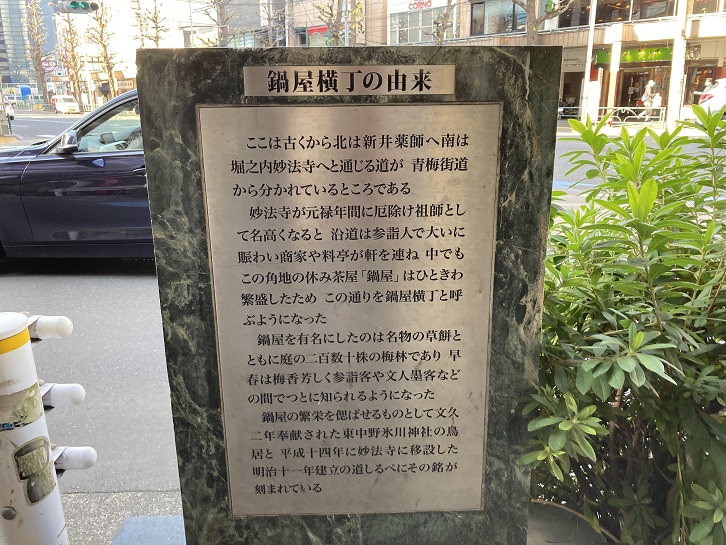 CORNO
鍋屋横丁の由来
ここは古くから北は新井薬師へ南は
堀之内妙法寺へと通じる道が 青梅街道
から分かれているところである
妙法寺が元禄年間に厄除け祖師とし
て名高くなると 沿道は参詣人で大いに
賑わい商家や料亭が軒を連ね 中でも
この角地の休み茶屋「鍋屋」はひときわ
繁盛したため この通りを鍋屋横丁と呼
ぶようになった
鍋屋を有名にしたのは名物の草餅と
ともに庭の二百数十株の梅林であり 早
春は梅香芳しく参詣客や文人墨客など
の間でつとに知られるようになった
鍋屋の繁栄を偲ばせるものとして文久
二年奉献された東中野氷川神社の鳥
居と 平成十四年に妙法寺に移設した
明治十一年建立の道しるべにその銘が
刻まれている